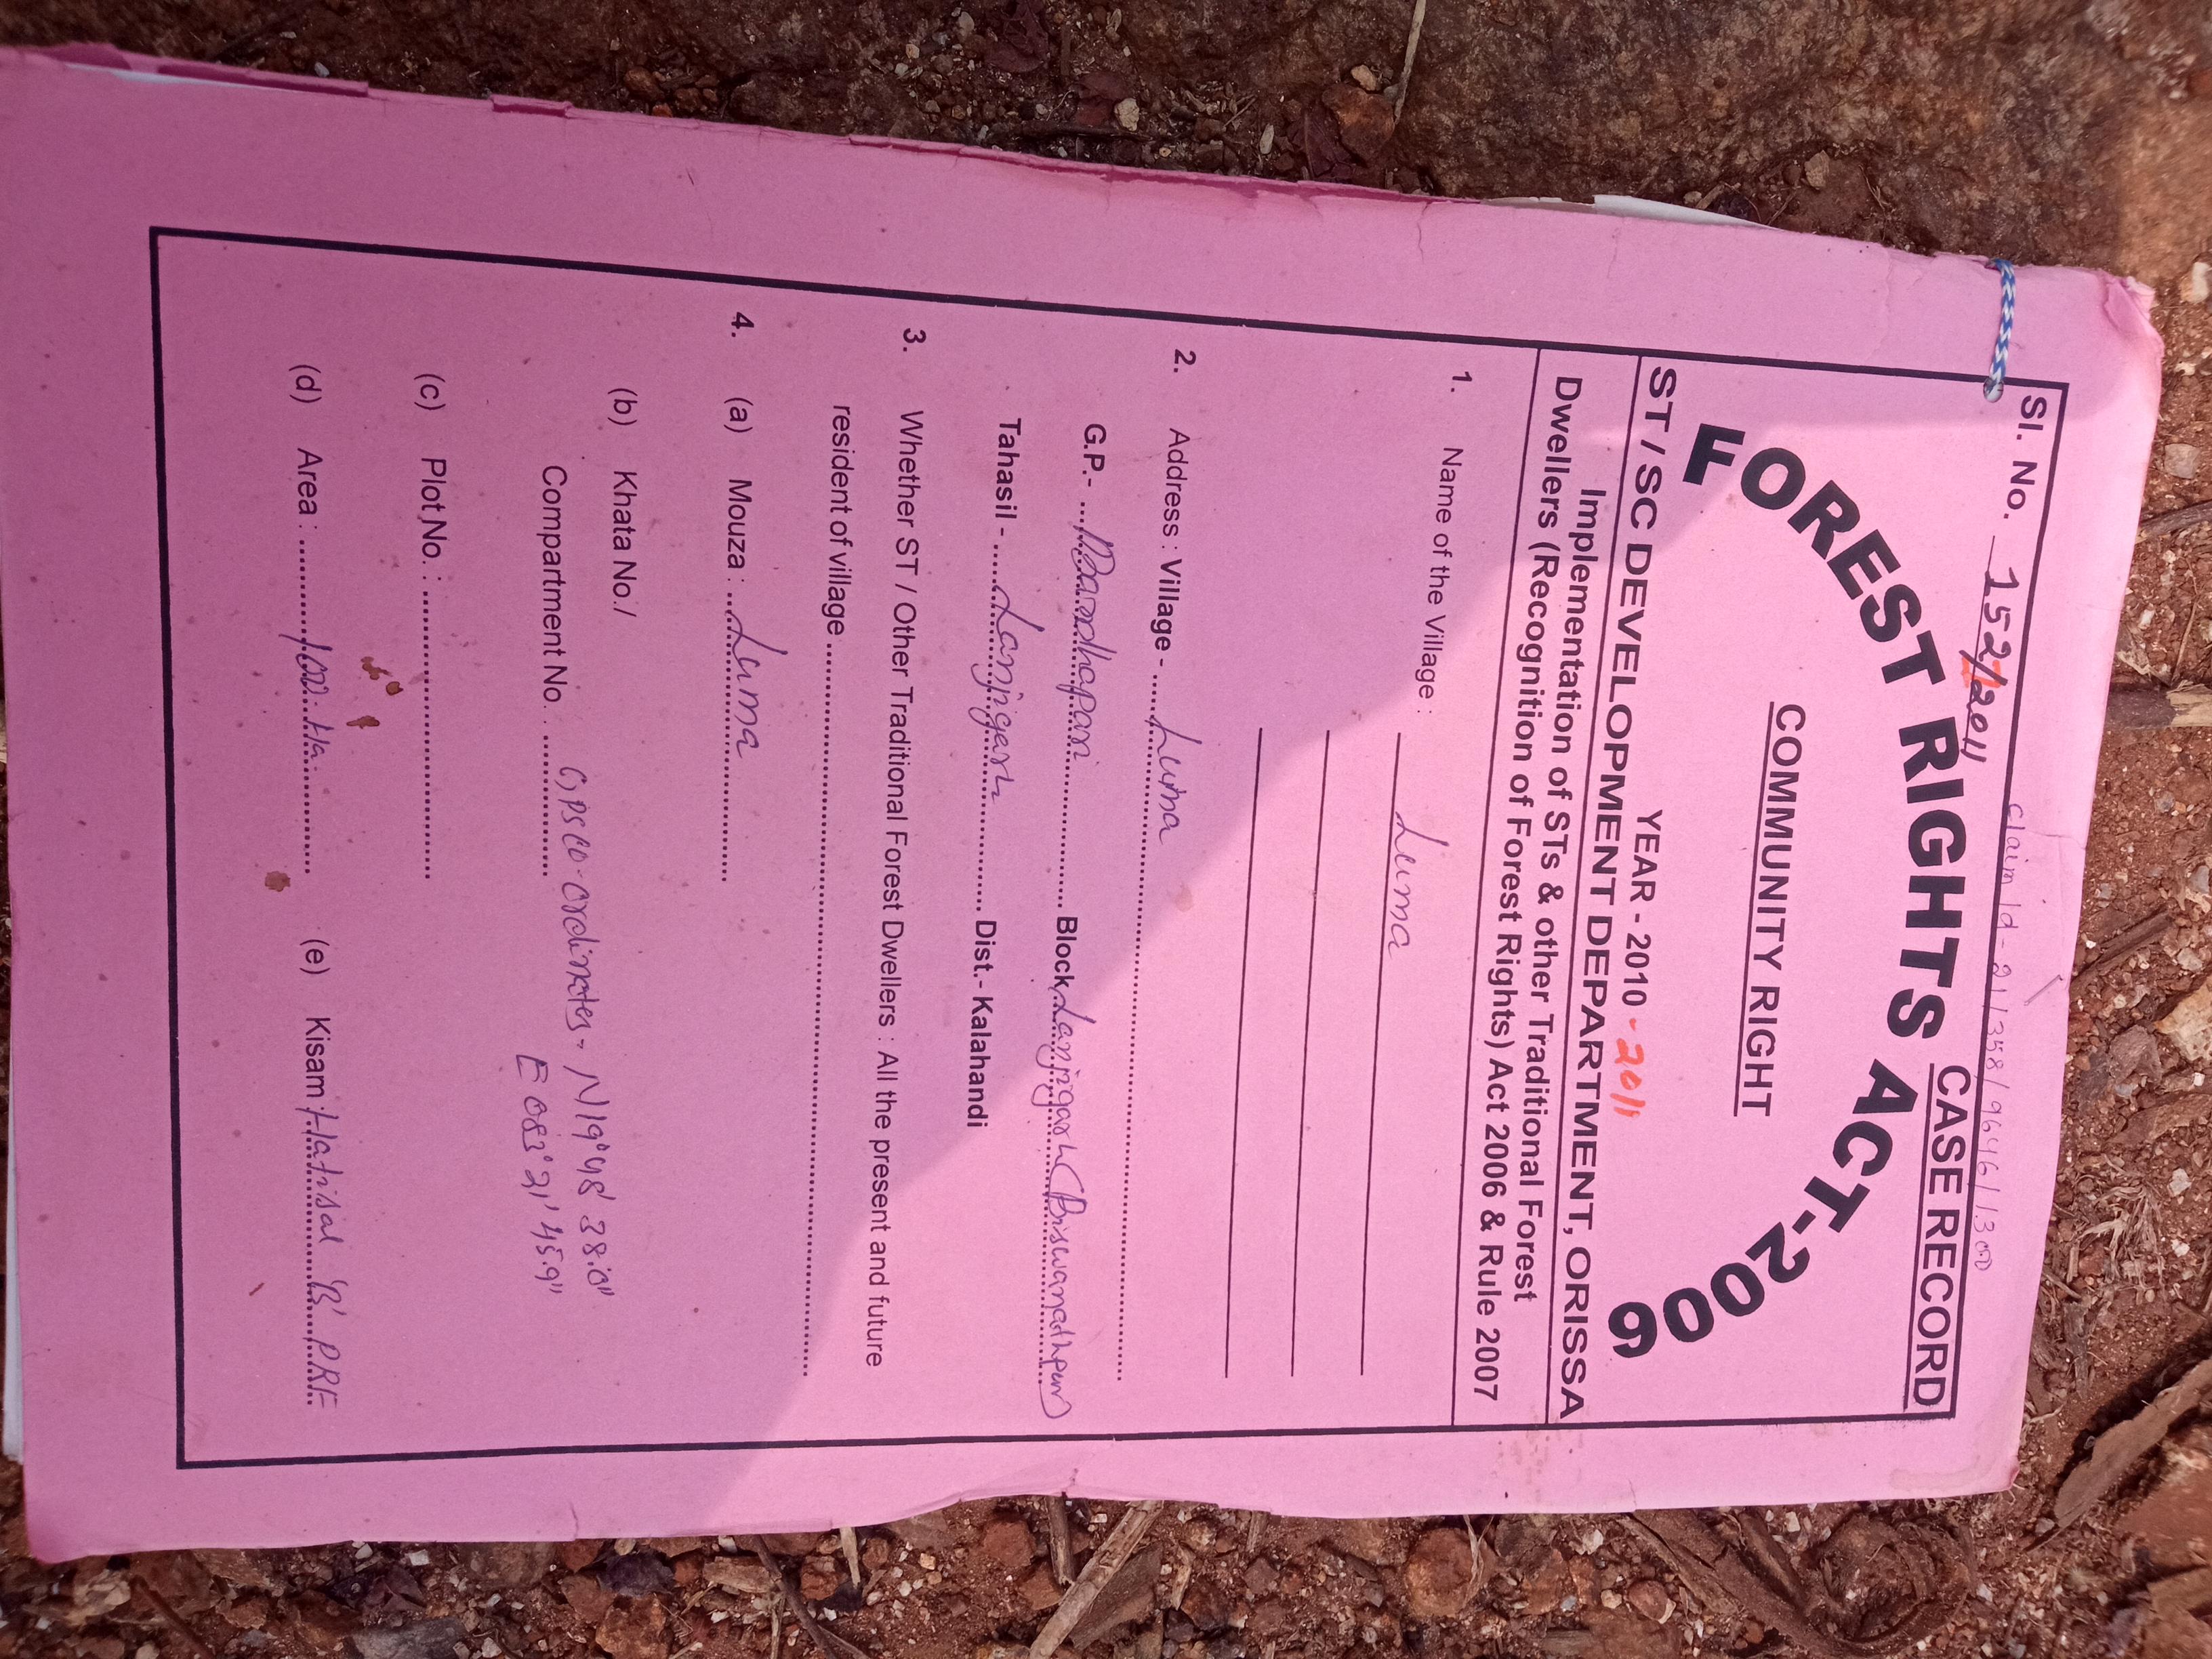 Claim Id - 21/358/9646/1300
Sl. No. 152/2011
CASE RECORD
FOREST RIGHTS ACT-2006
COMMUNITY RIGHT
YEAR - 2010 - 2011
ST / SC DEVELOPMENT DEPARTMENT, ORISSA
Implementation of STs & other Traditional Forest
Dwellers (Recognition of Forest Rights) Act 2006 & Rule 2007
1. Name of the Village : Luma
2. Address : Village - Luma
G.P.- Bandhapari Block Lanjigarh (Biswanathpur)
Tahasil - Lanjigarh Dist.- Kalahandi
3. Whether ST / Other Traditional Forest Dwellers : All the present and future
resident of village
4. (a) Mouza : Luma
(b) Khata No./ GPS co-ordinates - N 19° 48' 38.0"
Compartment No. : E 083° 21' 45.9"
(c) Plot No. :
(d) Area : 100. Ha. (e) Kisam : Hatisal 'B' PRF